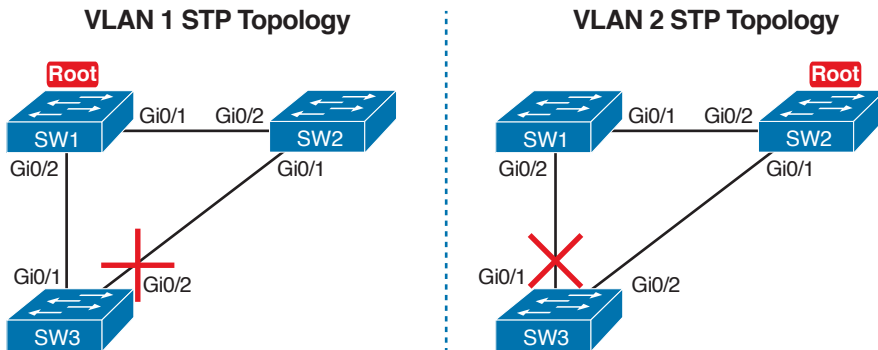 VLAN 1 STP Topology
Root
Gi0/1 Gi0/2
SW1 SW2
Gi0/2 Gi0/1
Gi0/1 Gi0/2
SW3
VLAN 2 STP Topology
Root
Gi0/1 Gi0/2
SW1 SW2
Gi0/2 Gi0/1
Gi0/1 Gi0/2
SW3